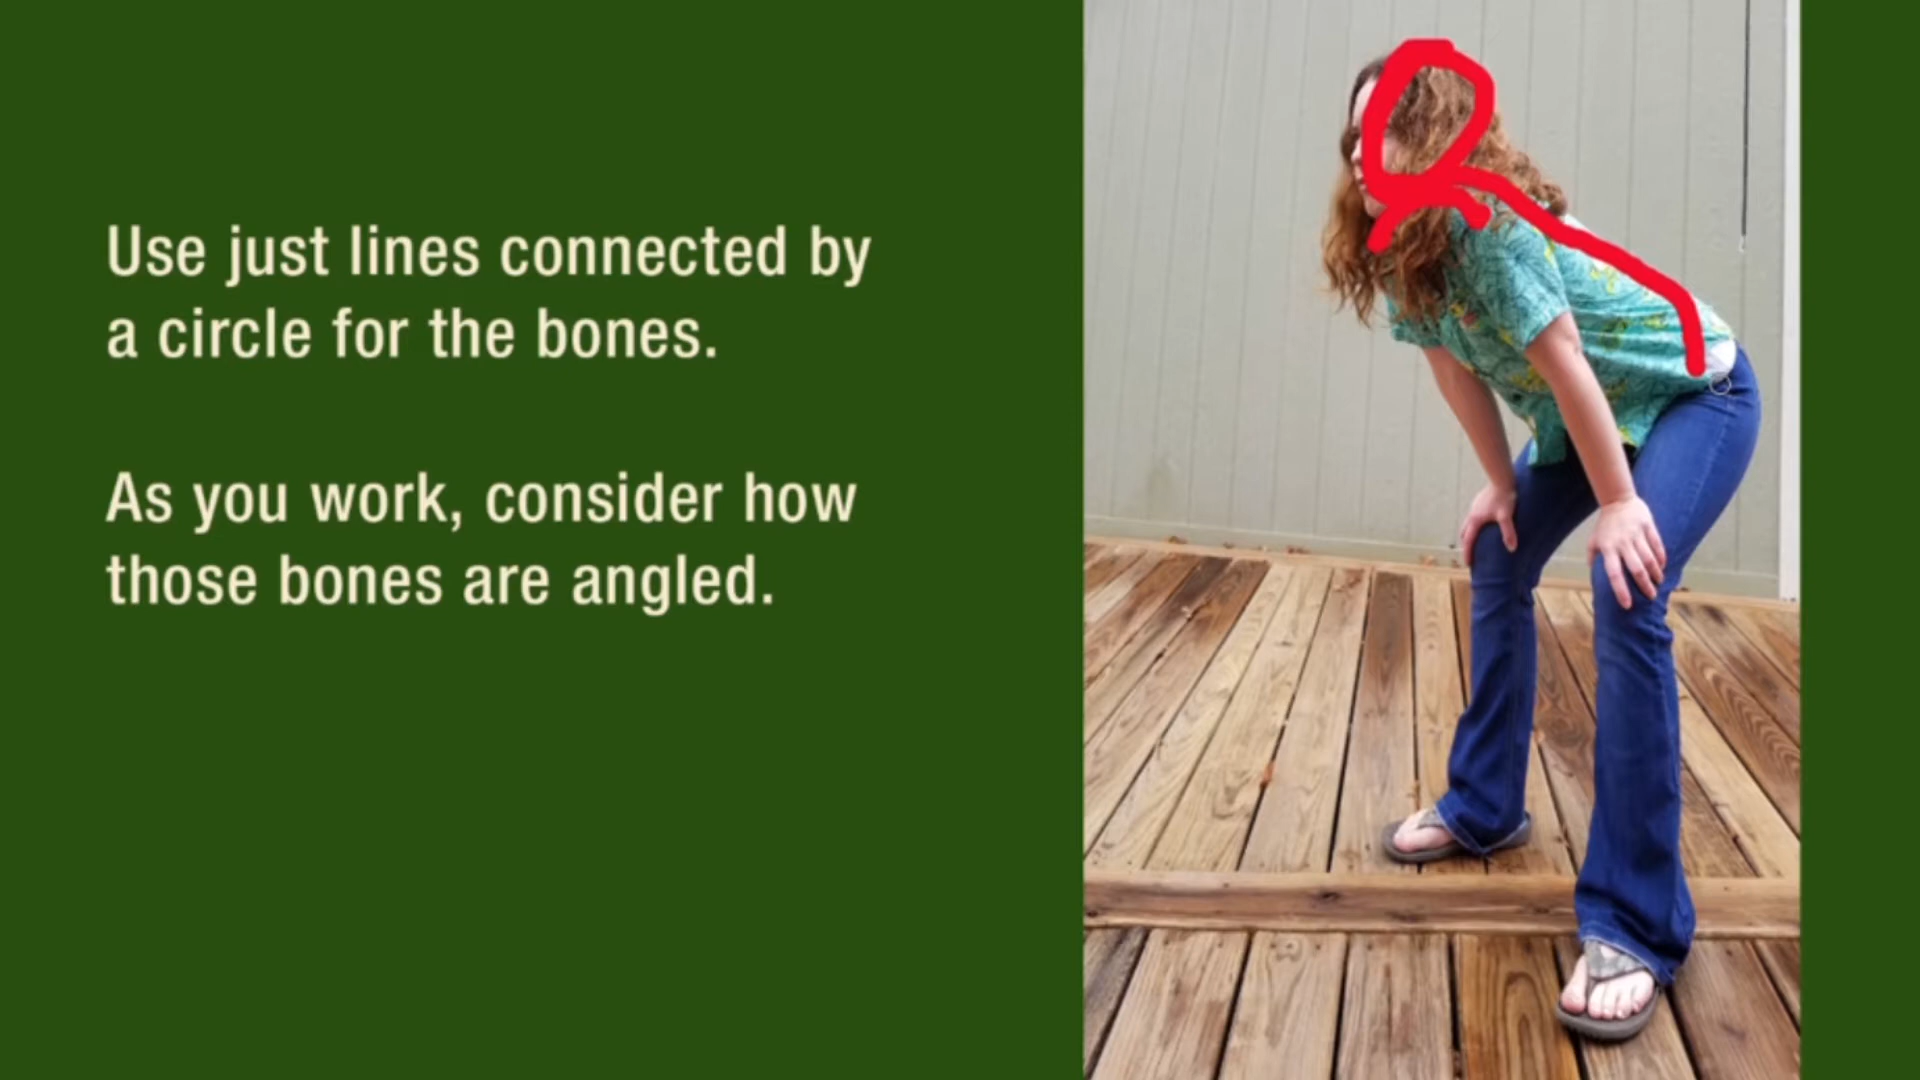 Use just lines connected by
a circle for the bones.
As you work, consider how
those bones are angled.